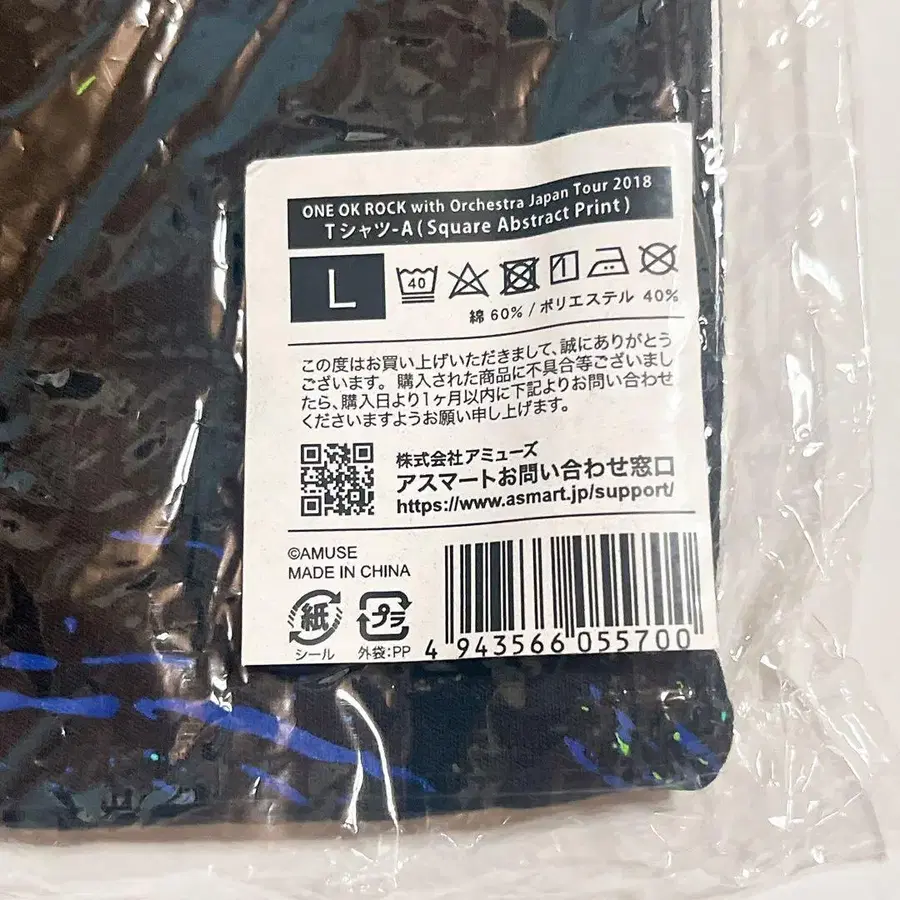 ONE OK ROCK with Orchestra Japan Tour 2018
Tシャツ-A ( Square Abstract Print )
L
40
綿 60% / ポリエステル 40%
この度はお買い上げいただきまして、誠にありがとう
ございます。購入された商品に不具合等ございまし
たら、購入日より1ヶ月以内に下記よりお問い合わせ
くださいますようお願い申し上げます。
株式会社アミューズ
アスマートお問い合わせ窓口
https://www.asmart.jp/support/
©AMUSE
MADE IN CHINA
紙
シール
プラ
外袋:PP
4 943566 055700